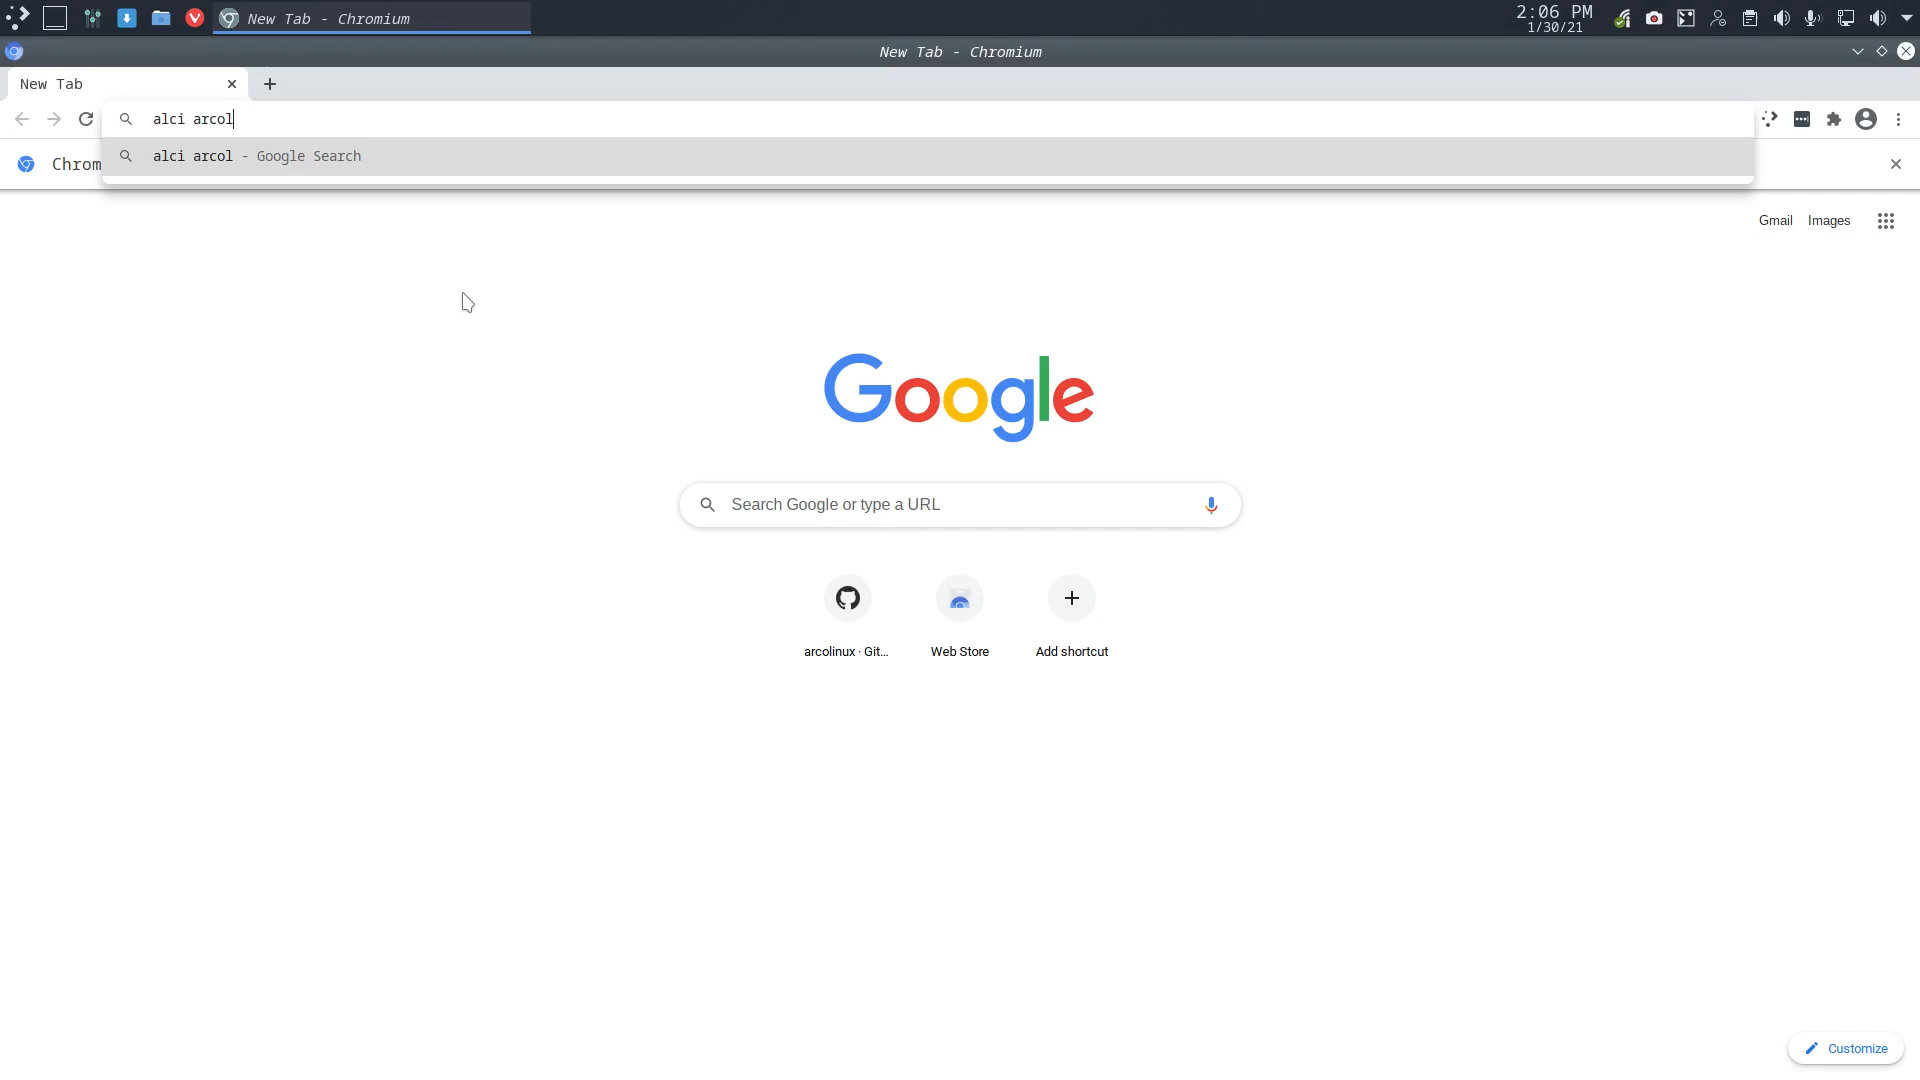 New Tab - Chromium
2:06 PM
1/30/21
New Tab - Chromium
New Tab
alci arcol
alci arcol - Google Search
Chrom
Gmail Images
Google
Search Google or type a URL
arcolinux · Git...
Web Store
Add shortcut
Customize